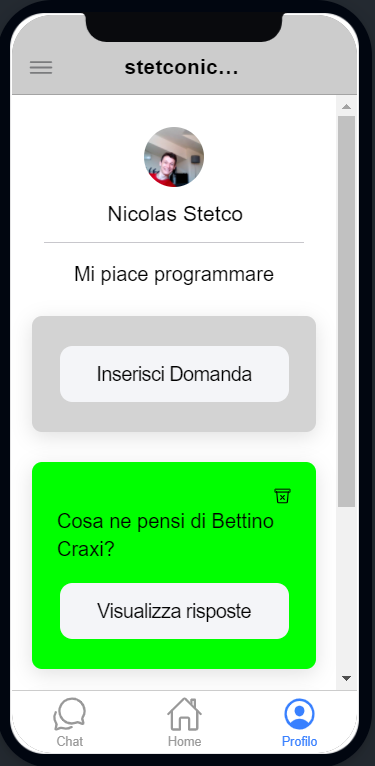 stetconic...
Nicolas Stetco
Mi piace programmare
Inserisci Domanda
Cosa ne pensi di Bettino
Craxi?
Visualizza risposte
Chat
Home
Profilo